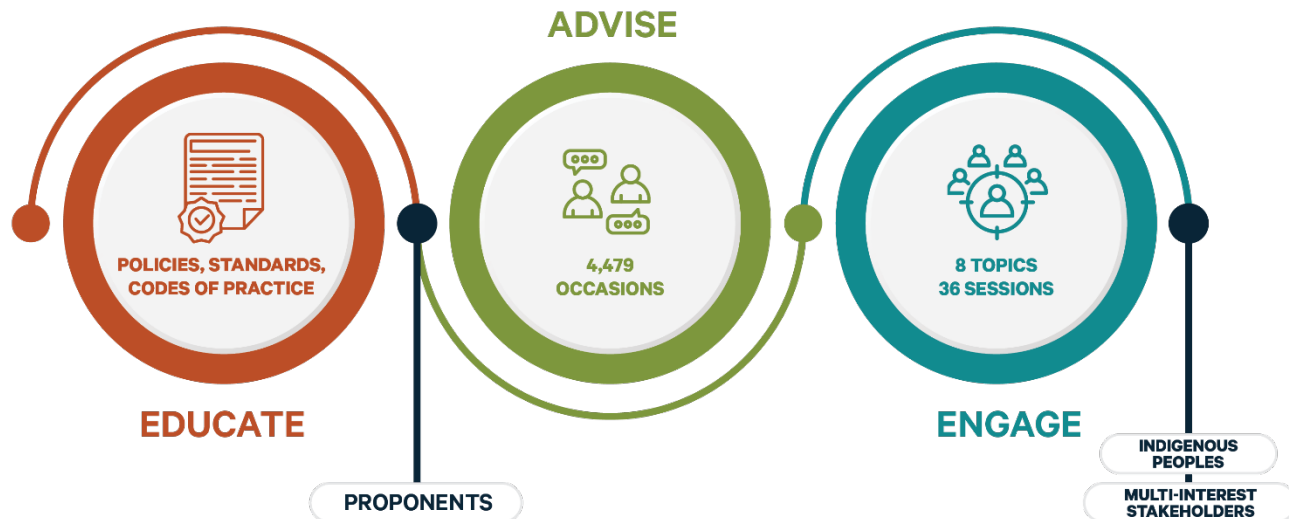 ADVISE
POLICIES, STANDARDS,
CODES OF PRACTICE
4,479
OCCASIONS
8 TOPICS
36 SESSIONS
EDUCATE
ENGAGE
PROPONENTS
INDIGENOUS
PEOPLES
MULTI-INTEREST
STAKEHOLDERS